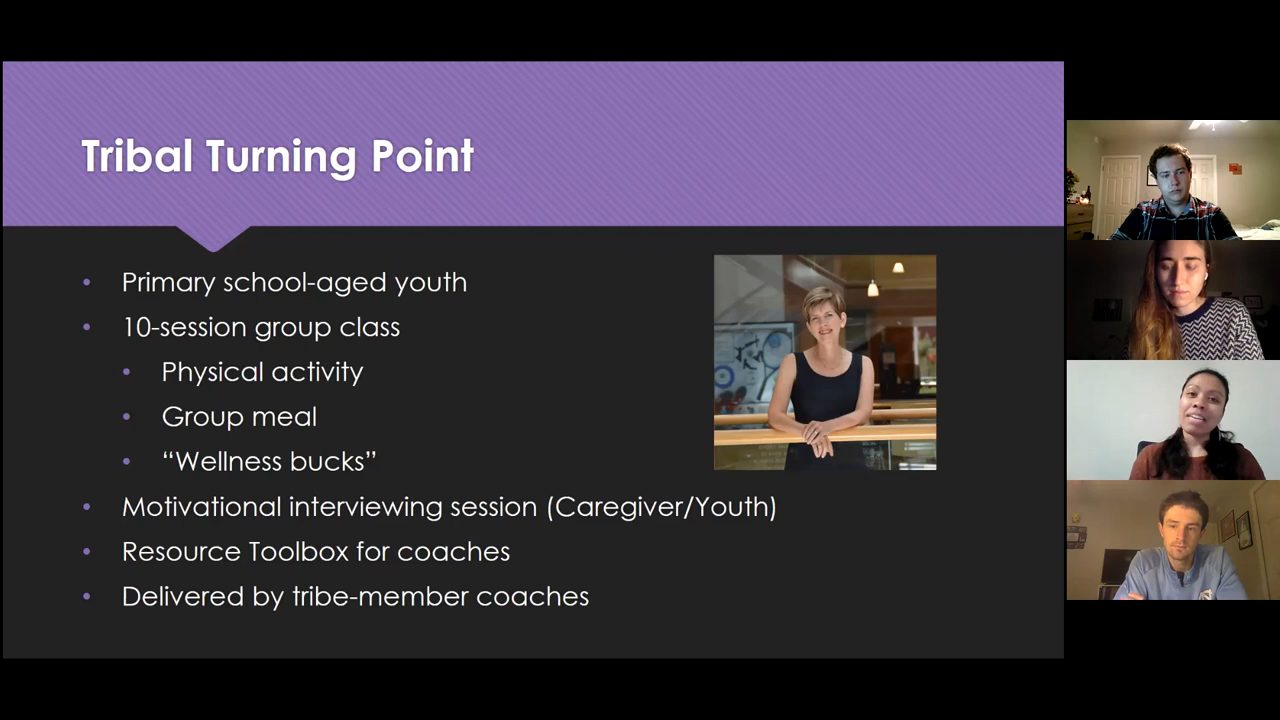 Tribal Turning Point
• Primary school-aged youth
• 10-session group class
• Physical activity
• Group meal
• “Wellness bucks”
• Motivational interviewing session (Caregiver/Youth)
• Resource Toolbox for coaches
• Delivered by tribe-member coaches